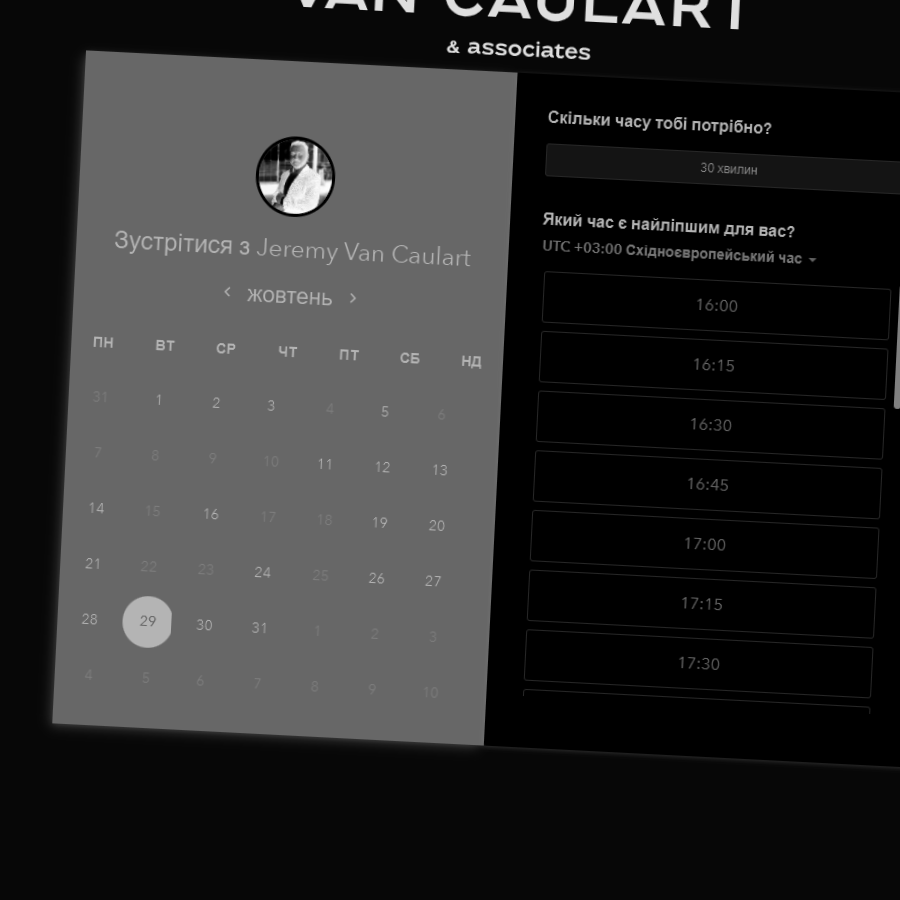 VAN CAULART
& associates
Зустрітися з Jeremy Van Caulart
‹ жовтень ›
ПН ВТ СР ЧТ ПТ СБ НД
31 1 2 3 4 5 6
7 8 9 10 11 12 13
14 15 16 17 18 19 20
21 22 23 24 25 26 27
28 29 30 31 1 2 3
4 5 6 7 8 9 10
Скільки часу тобі потрібно?
30 хвилин
Який час є найліпшим для вас?
UTC +03:00 Східноєвропейський час
16:00
16:15
16:30
16:45
17:00
17:15
17:30